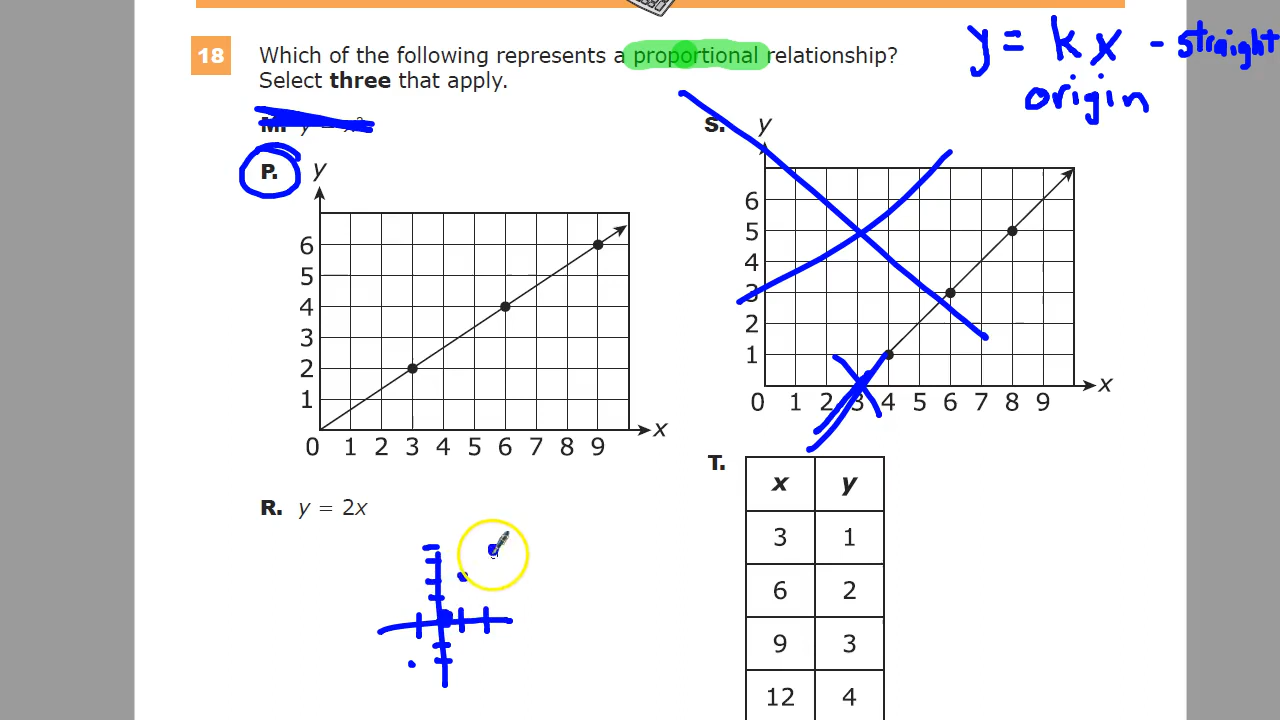 18 Which of the following represents a proportional relationship?
Select three that apply.
y = kx - straight
origin
M. y = x²
P. y
6
5
4
3
2
1
0 1 2 3 4 5 6 7 8 9 x
R. y = 2x
S. y
6
5
4
3
2
1
0 1 2 3 4 5 6 7 8 9 x
T.
x y
3 1
6 2
9 3
12 4